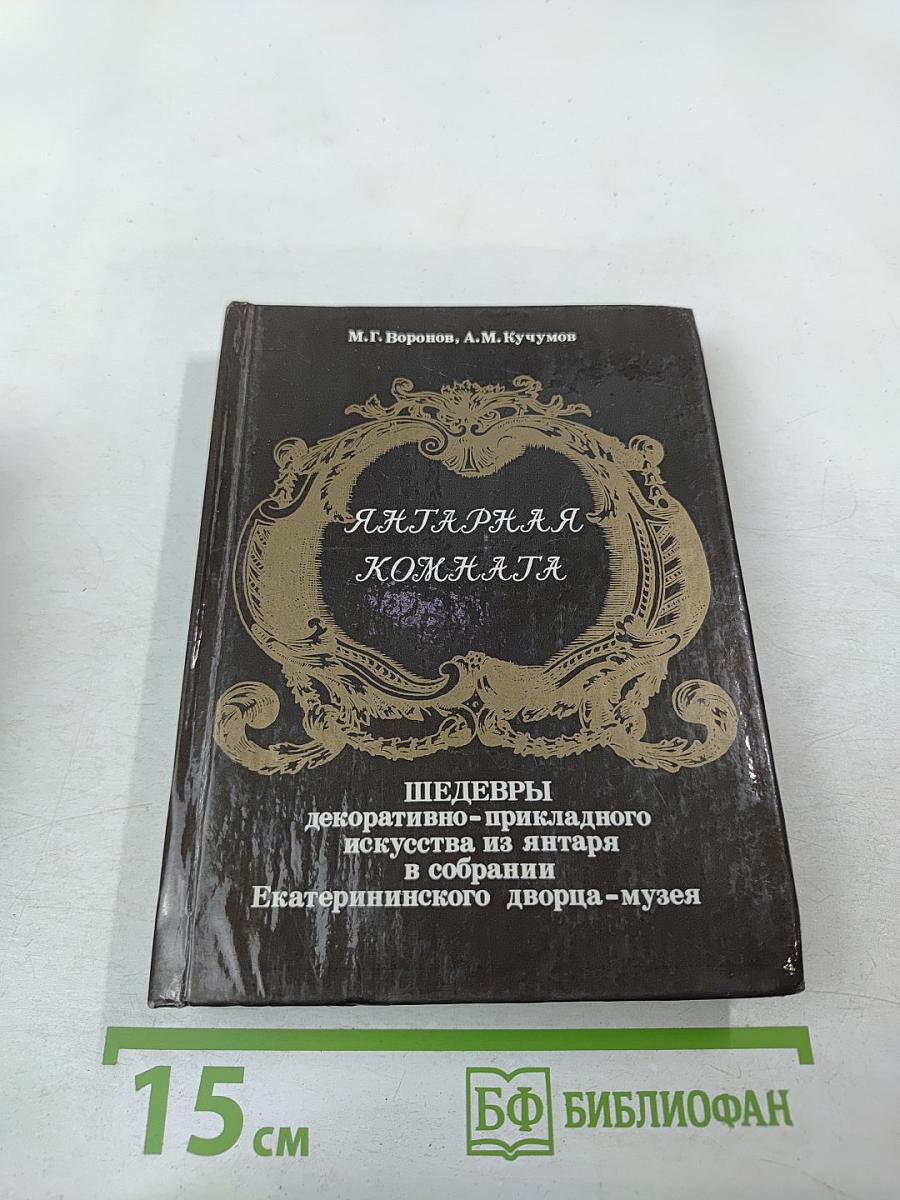 М.Г. Воронов, А.М. Кучумов
ЯНТАРНАЯ
КОМНАТА
ШЕДЕВРЫ
декоративно-прикладного
искусства из янтаря
в собрании
Екатерининского дворца-музея
15 см
БФ БИБЛИОФАН